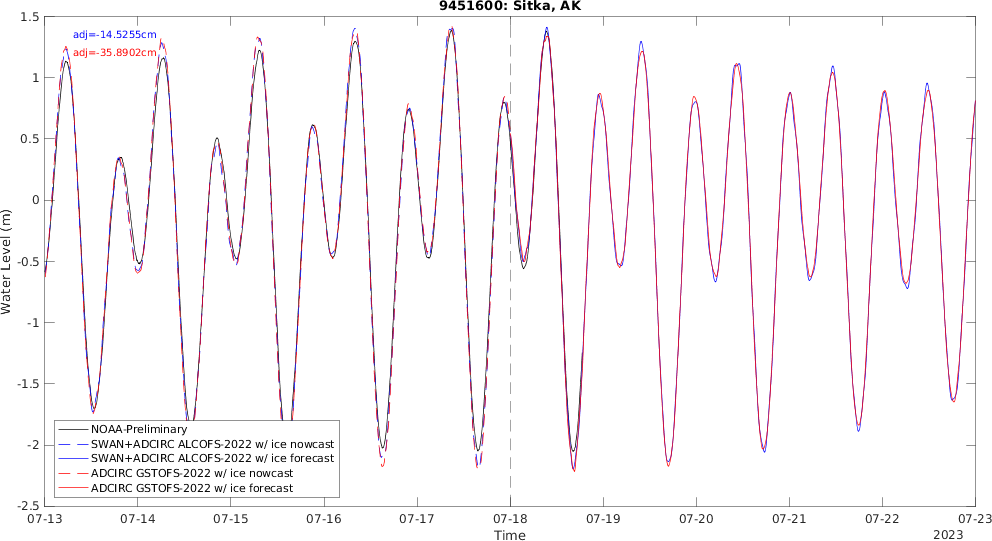 9451600: Sitka, AK
adj=-14.5255cm
adj=-35.8902cm
1.5
1
0.5
0
-0.5
-1
-1.5
-2
-2.5
Water Level (m)
NOAA-Preliminary
SWAN+ADCIRC ALCOFS-2022 w/ ice nowcast
SWAN+ADCIRC ALCOFS-2022 w/ ice forecast
ADCIRC GSTOFS-2022 w/ ice nowcast
ADCIRC GSTOFS-2022 w/ ice forecast
07-13 07-14 07-15 07-16 07-17 07-18 07-19 07-20 07-21 07-22 07-23
Time
2023